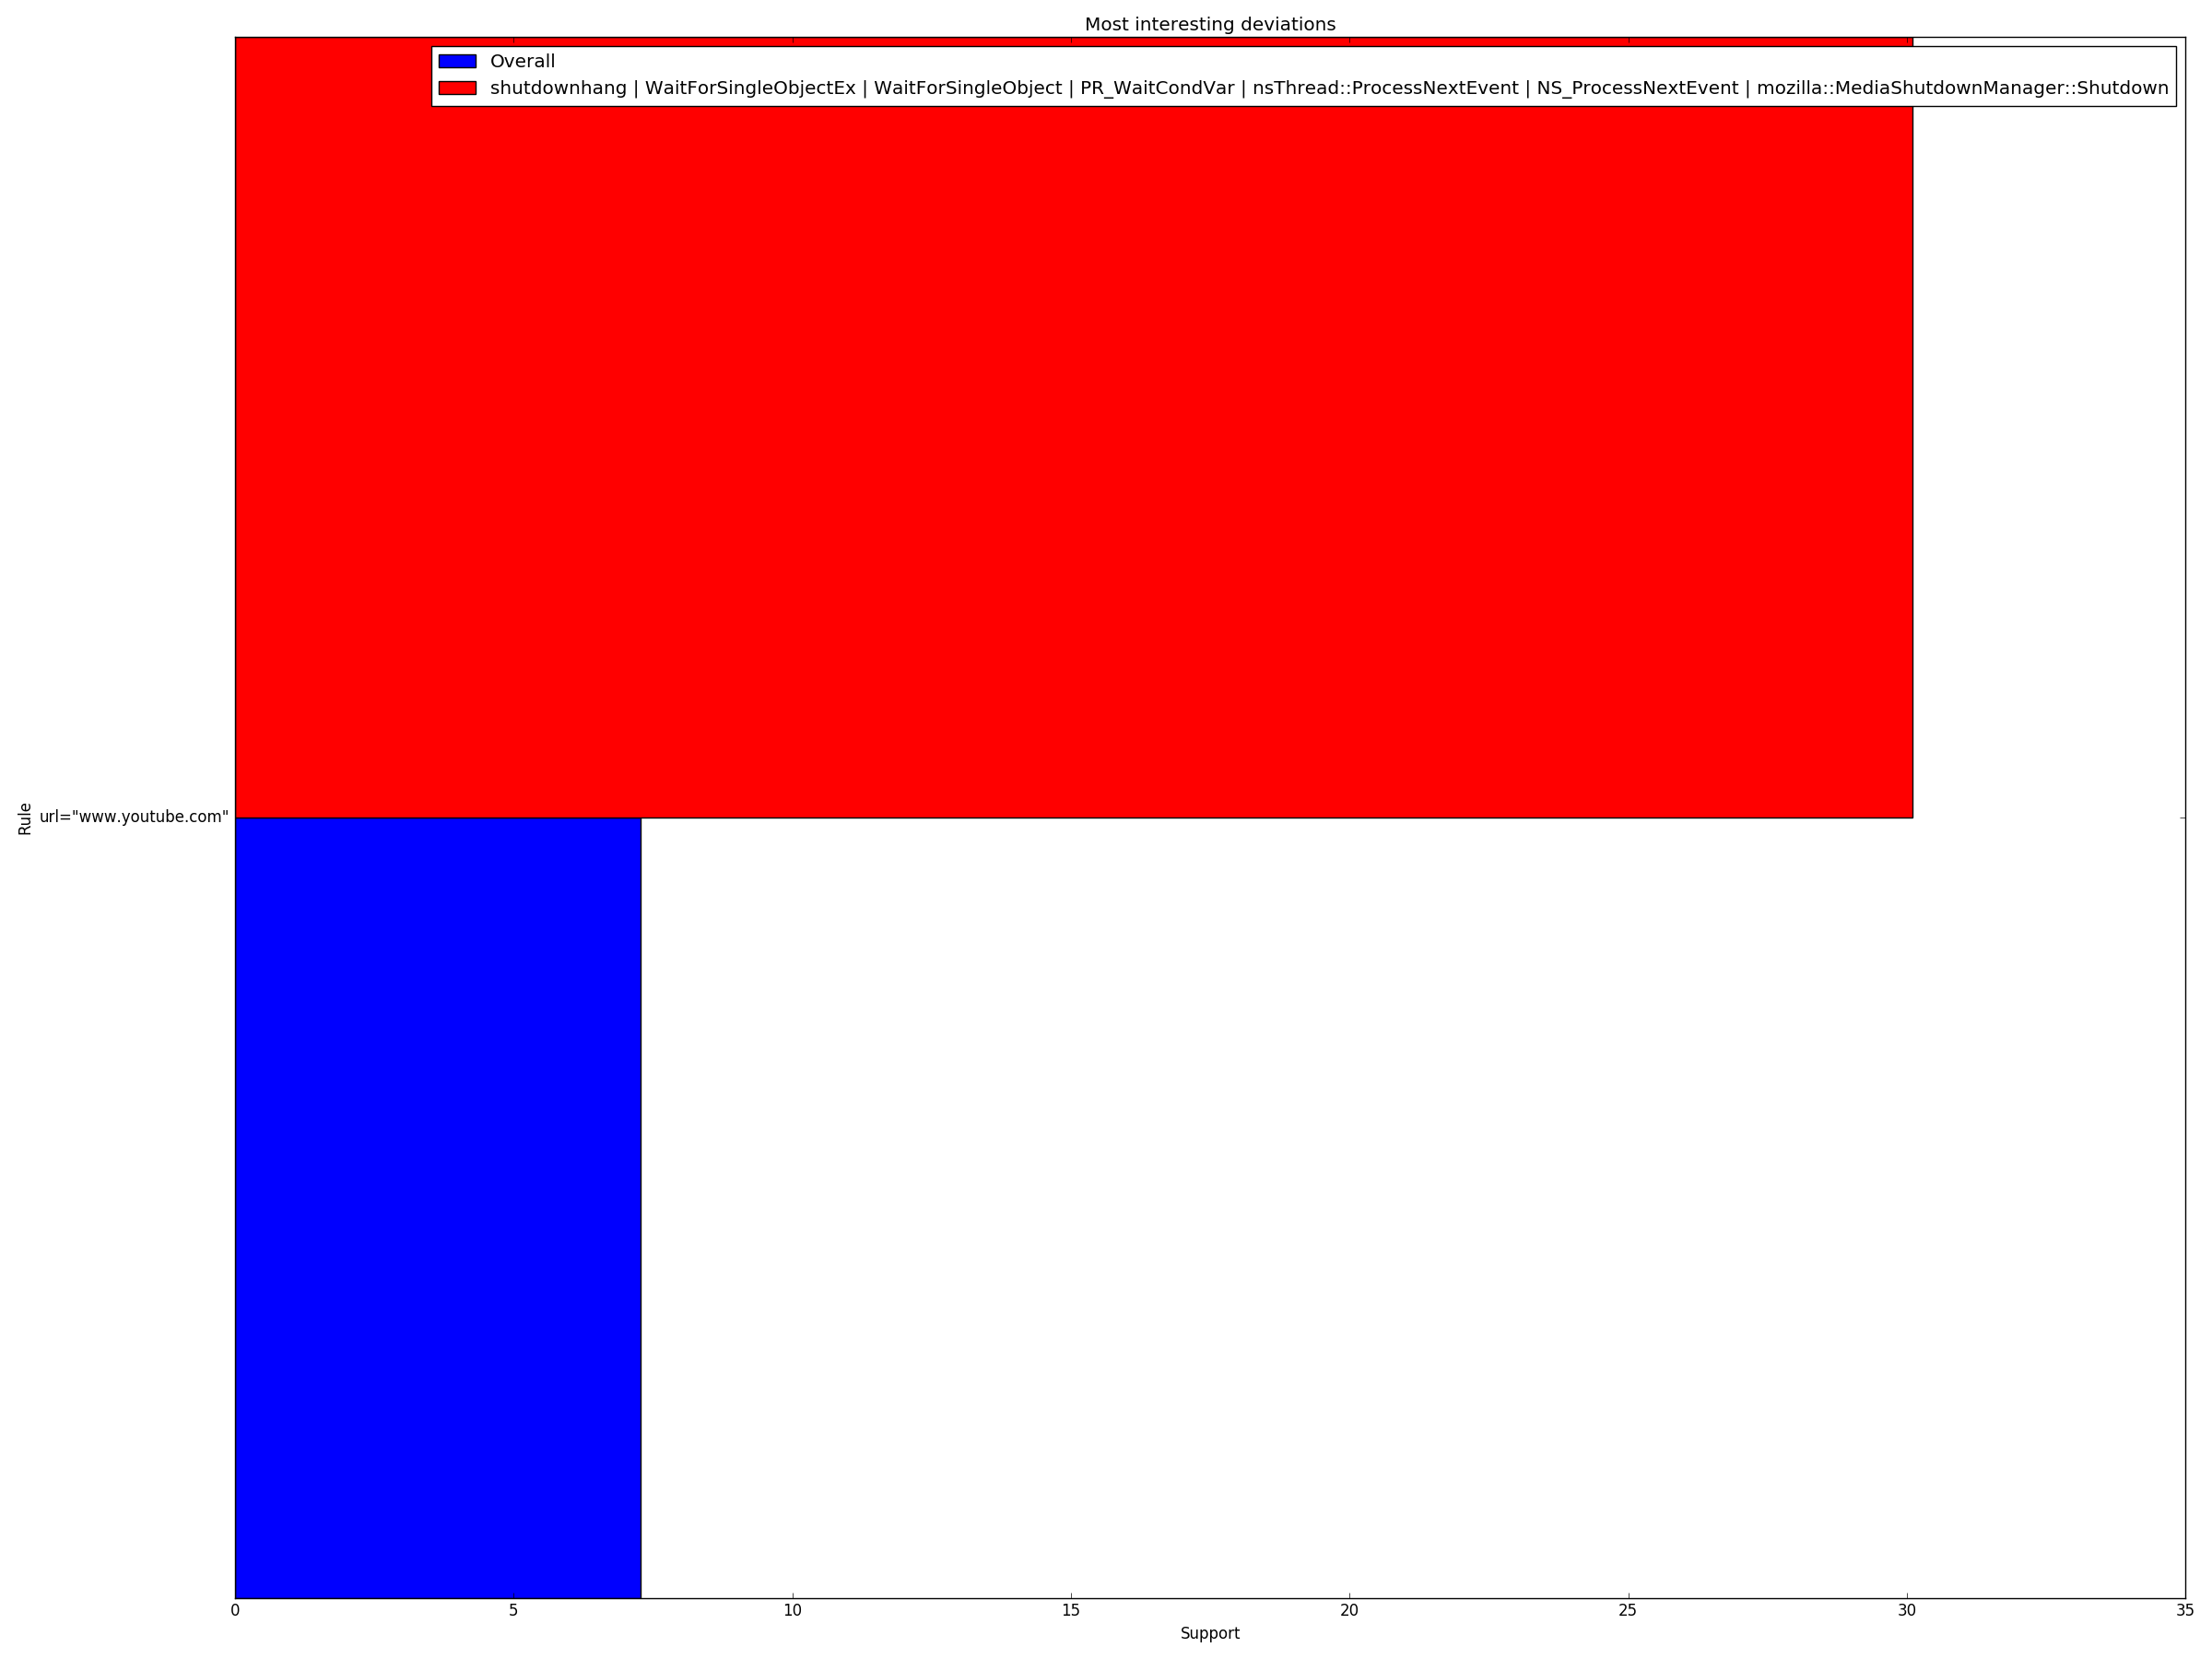 Most interesting deviations
Overall
shutdownhang | WaitForSingleObjectEx | WaitForSingleObject | PR_WaitCondVar | nsThread::ProcessNextEvent | NS_ProcessNextEvent | mozilla::MediaShutdownManager::Shutdown
Rule
url="www.youtube.com"
0 5 10 15 20 25 30 35
Support